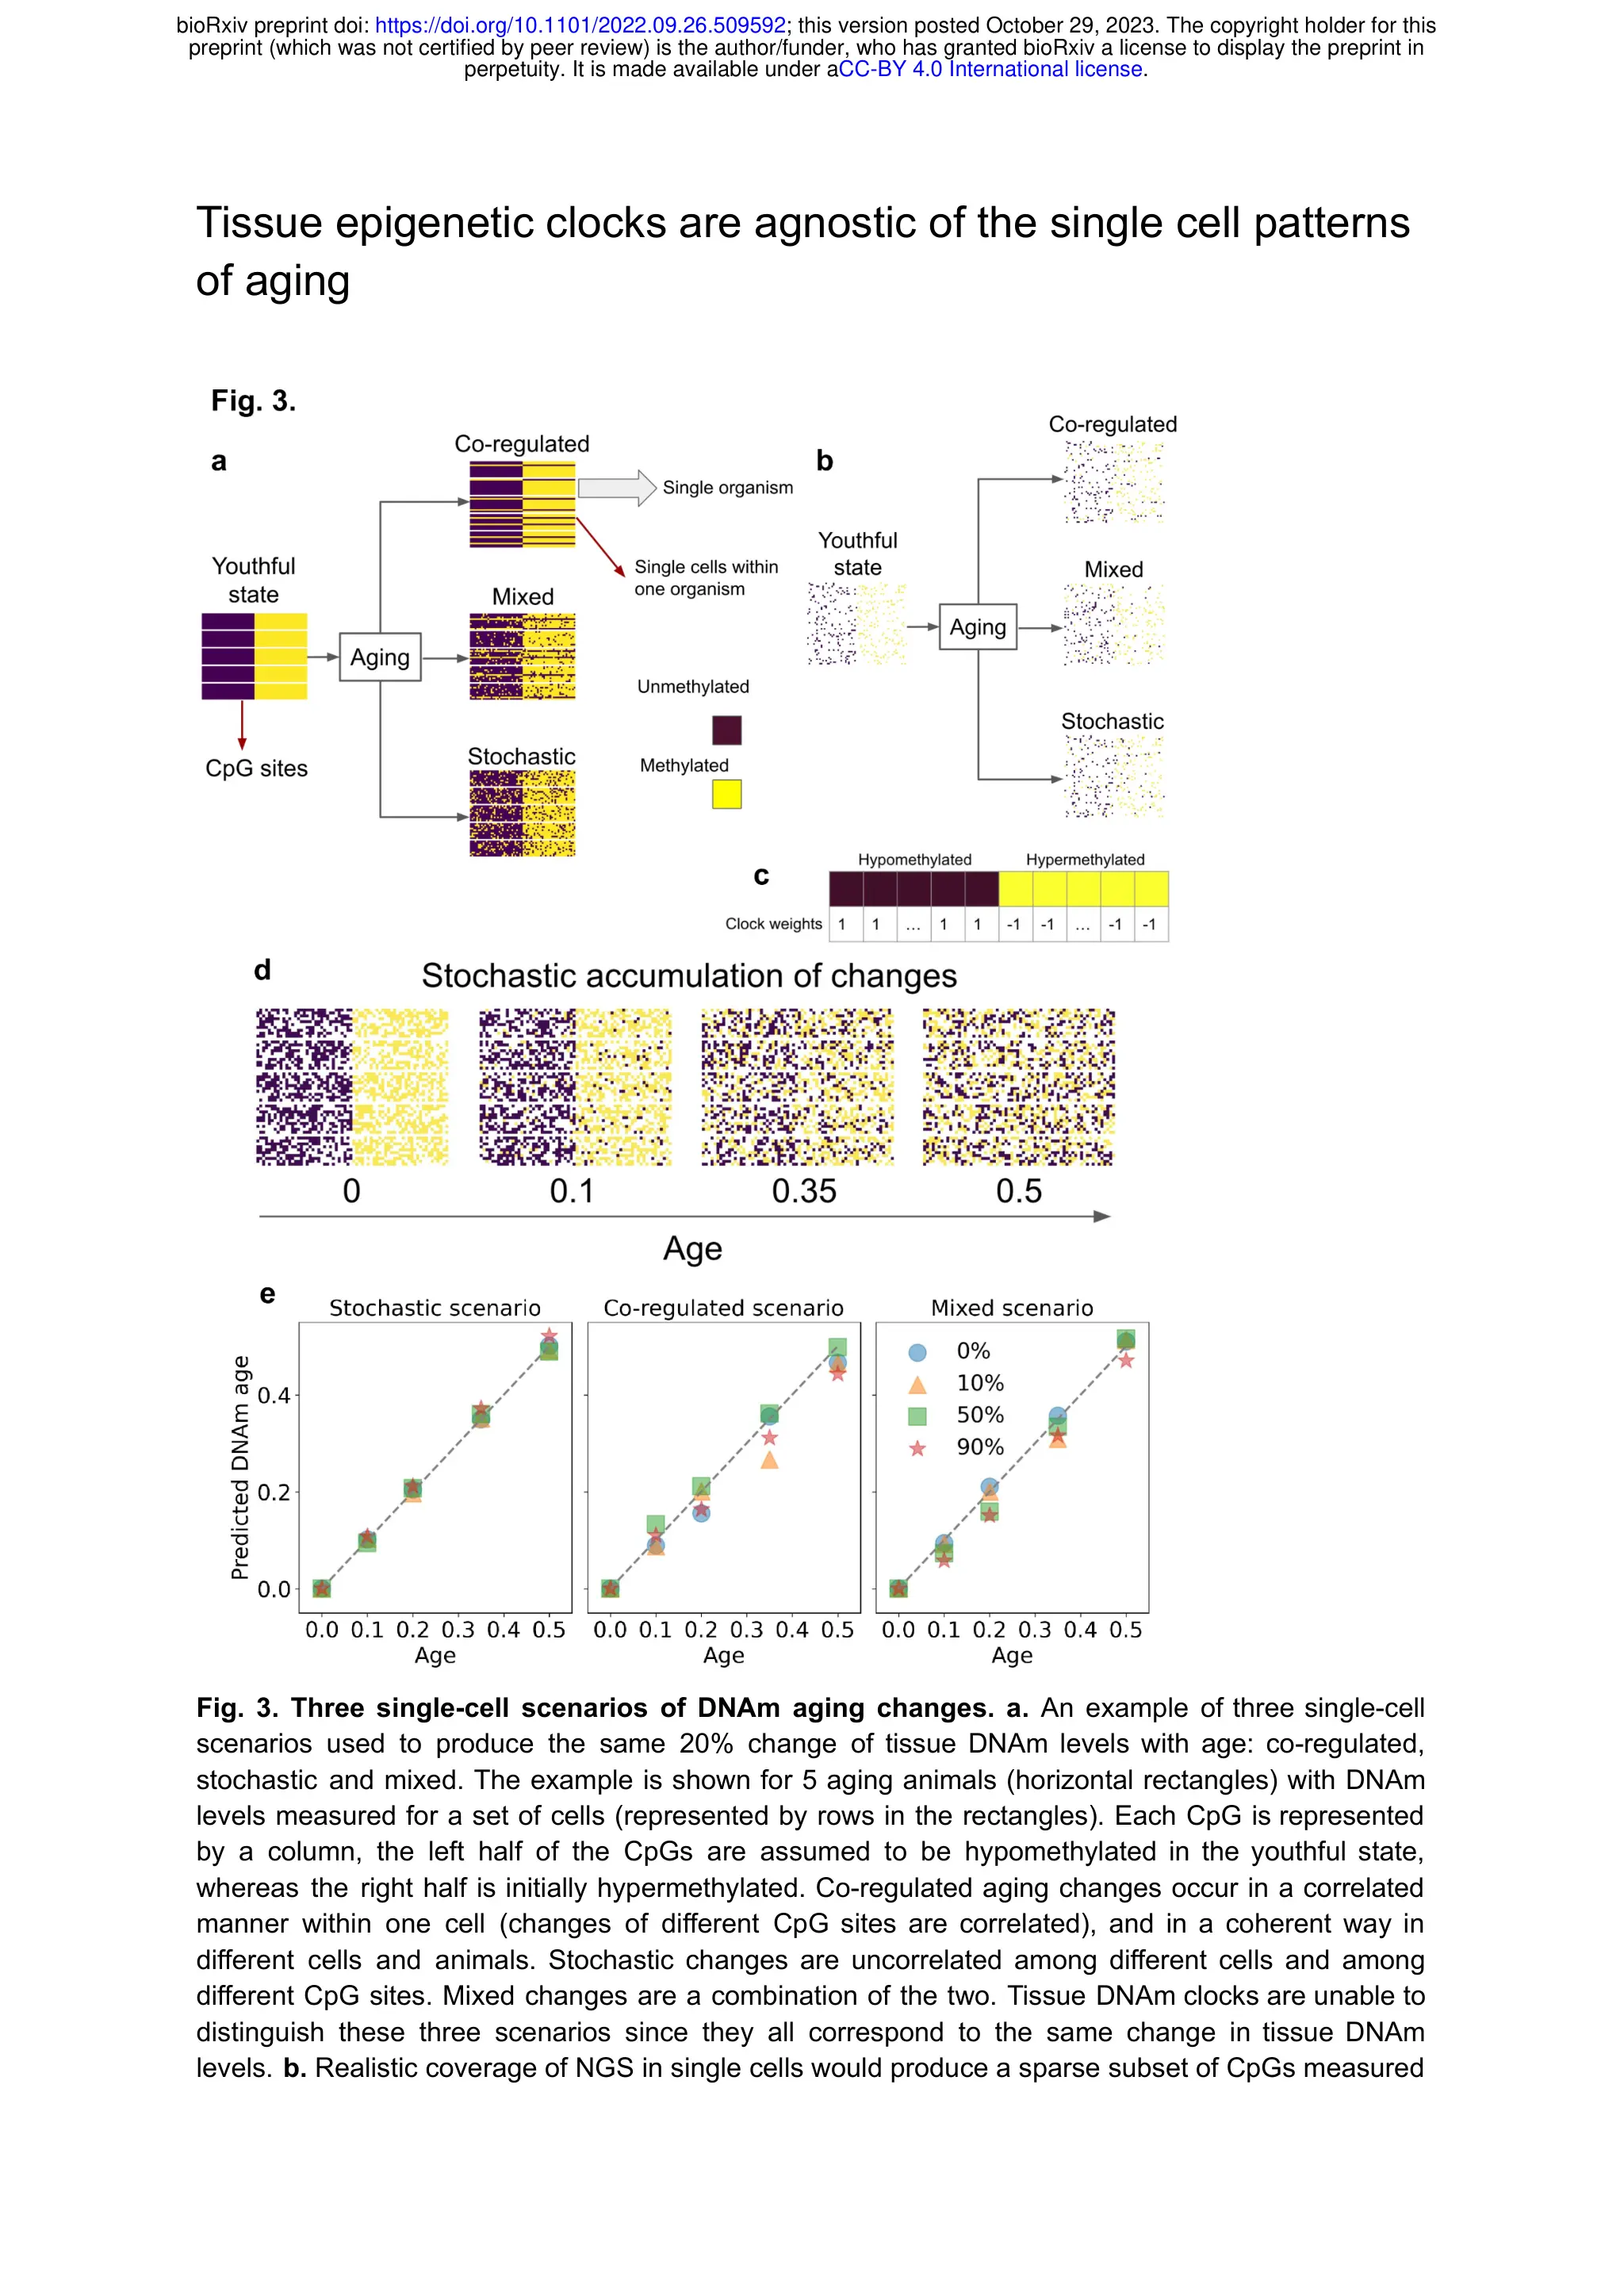 bioRxiv preprint doi: https://doi.org/10.1101/2022.09.26.509592; this version posted October 29, 2023. The copyright holder for this
preprint (which was not certified by peer review) is the author/funder, who has granted bioRxiv a license to display the preprint in
perpetuity. It is made available under aCC-BY 4.0 International license.
Tissue epigenetic clocks are agnostic of the single cell patterns
of aging
Fig. 3.
a
Co-regulated
Single organism
Single cells within
one organism
Youthful
state
Aging
Mixed
CpG sites
Stochastic
Unmethylated
Methylated
b
Co-regulated
Youthful
state
Aging
Mixed
Stochastic
c
Hypomethylated Hypermethylated
Clock weights 1 1 ... 1 1 -1 -1 ... -1 -1
d
Stochastic accumulation of changes
0 0.1 0.35 0.5
Age
e
Stochastic scenario Co-regulated scenario Mixed scenario
Predicted DNAm age
0.4
0.2
0.0
0%
10%
50%
90%
0.0 0.1 0.2 0.3 0.4 0.5 0.0 0.1 0.2 0.3 0.4 0.5 0.0 0.1 0.2 0.3 0.4 0.5
Age Age Age
Fig. 3. Three single-cell scenarios of DNAm aging changes. a. An example of three single-cell
scenarios used to produce the same 20% change of tissue DNAm levels with age: co-regulated,
stochastic and mixed. The example is shown for 5 aging animals (horizontal rectangles) with DNAm
levels measured for a set of cells (represented by rows in the rectangles). Each CpG is represented
by a column, the left half of the CpGs are assumed to be hypomethylated in the youthful state,
whereas the right half is initially hypermethylated. Co-regulated aging changes occur in a correlated
manner within one cell (changes of different CpG sites are correlated), and in a coherent way in
different cells and animals. Stochastic changes are uncorrelated among different cells and among
different CpG sites. Mixed changes are a combination of the two. Tissue DNAm clocks are unable to
distinguish these three scenarios since they all correspond to the same change in tissue DNAm
levels. b. Realistic coverage of NGS in single cells would produce a sparse subset of CpGs measured